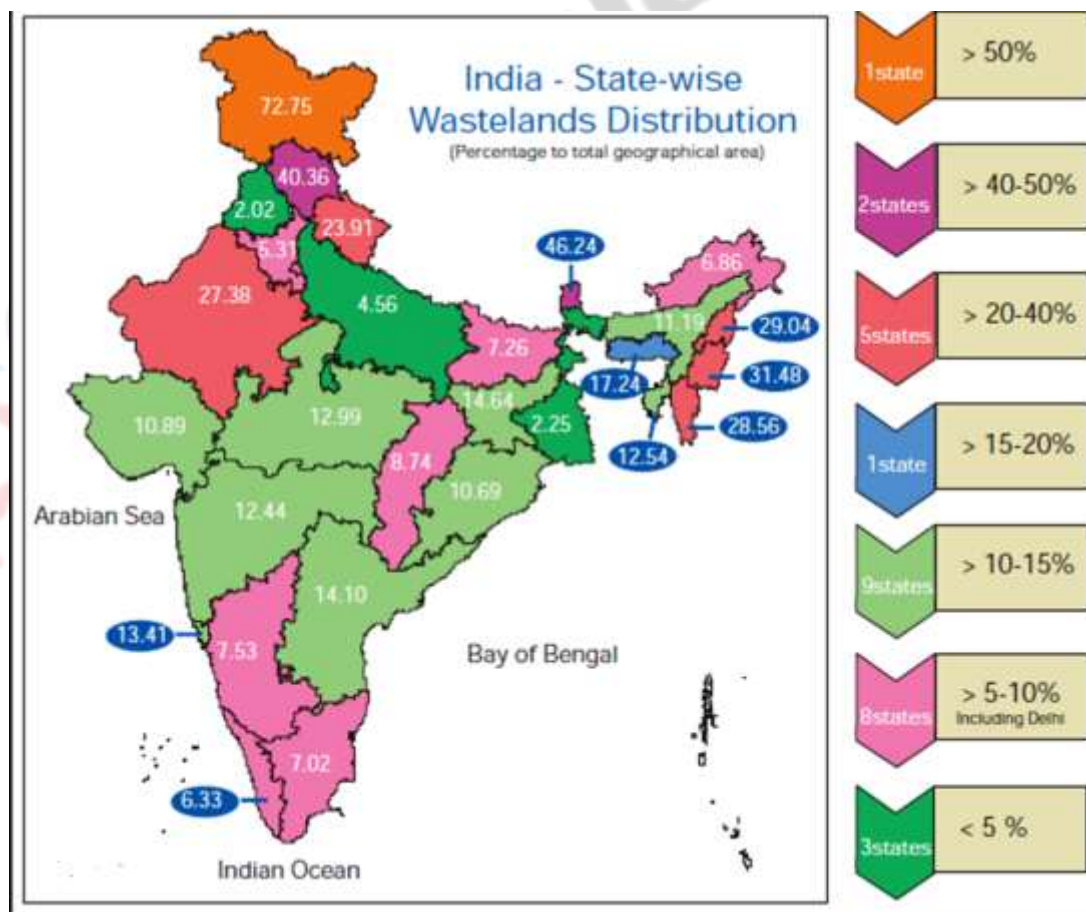 India - State-wise
Wastelands Distribution
(Percentage to total geographical area)
72.75
40.36
2.02
23.91
5.31
46.24
6.86
27.38
4.56
11.19
29.04
7.26
17.24
31.48
14.64
10.89
12.99
2.25
28.56
12.54
8.74
10.69
Arabian Sea
12.44
14.10
13.41
7.53
Bay of Bengal
7.02
6.33
Indian Ocean
1state
> 50%
2states
> 40-50%
5states
> 20-40%
1state
> 15-20%
9states
> 10-15%
8states
> 5-10%
Including Delhi
3states
< 5 %